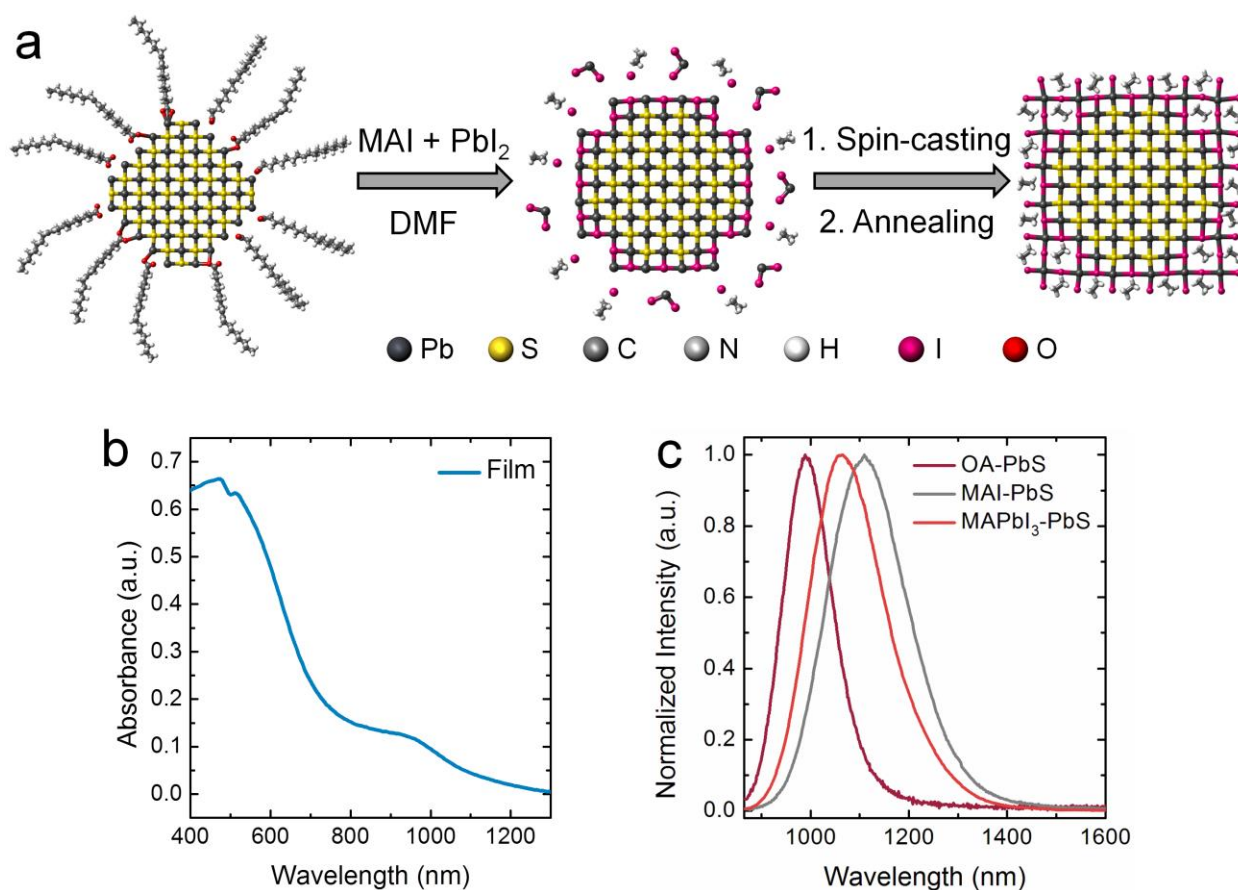 a
MAI + PbI₂
DMF
1. Spin-casting
2. Annealing
Pb S C N H I O
b
Film
Absorbance (a.u.)
0.7
0.6
0.5
0.4
0.3
0.2
0.1
0.0
400 600 800 1000 1200
Wavelength (nm)
c
OA-PbS
MAI-PbS
MAPbI₃-PbS
Normalized Intensity (a.u.)
1.0
0.8
0.6
0.4
0.2
0.0
1000 1200 1400 1600
Wavelength (nm)